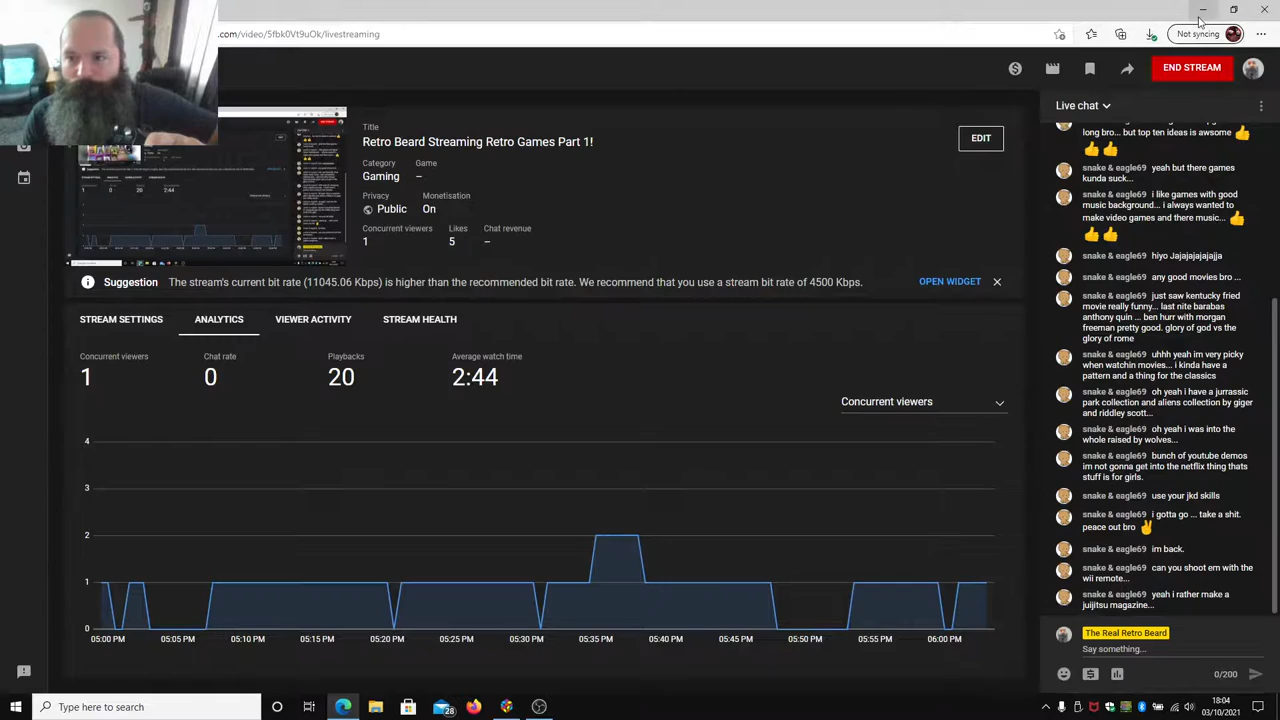 .com/video/5fbk0Vt9uOk/livestreaming
Not syncing
END STREAM
Title
Retro Beard Streaming Retro Games Part 1!
EDIT
Category
Game
Gaming
–
Privacy
Monetisation
Public
On
Concurrent viewers
Likes
Chat revenue
1
5
–
Suggestion
The stream's current bit rate (11045.06 Kbps) is higher than the recommended bit rate. We recommend that you use a stream bit rate of 4500 Kbps.
OPEN WIDGET
STREAM SETTINGS
ANALYTICS
VIEWER ACTIVITY
STREAM HEALTH
Concurrent viewers
Chat rate
Playbacks
Average watch time
1
0
20
2:44
Concurrent viewers
4
3
2
1
0
05:00 PM
05:05 PM
05:10 PM
05:15 PM
05:20 PM
05:25 PM
05:30 PM
05:35 PM
05:40 PM
05:45 PM
05:50 PM
05:55 PM
06:00 PM
Live chat
long bro... but top ten ideas is awsome 👍
👍👍
snake & eagle69 yeah but there games
kunda suck...
snake & eagle69 i like games with good
music background... i always wanted to
make video games and there music... 👍
👍👍
snake & eagle69 hiyo Jajajajajajajja
snake & eagle69 any good movies bro ...
snake & eagle69 just saw kentucky fried
movie really funny... last nite barabas
anthony quin ... ben hurr with morgan
freeman pretty good. glory of god vs the
glory of rome
snake & eagle69 uhhh yeah im very picky
when watchin movies... i kinda have a
pattern and a thing for the classics
snake & eagle69 oh yeah i have a jurrassic
park collection and aliens collection by giger
and riddley scott...
snake & eagle69 oh yeah i was into the
whole raised by wolves...
snake & eagle69 bunch of youtube demos
im not gonna get into the netflix thing thats
stuff is for girls.
snake & eagle69 use your jkd skills
snake & eagle69 i gotta go ... take a shit.
peace out bro ✌
snake & eagle69 im back.
snake & eagle69 can you shoot em with the
wii remote...
snake & eagle69 yeah i rather make a
juijitsu magazine...
The Real Retro Beard
Say something...
0/200
Type here to search
28
18:04
03/10/2021